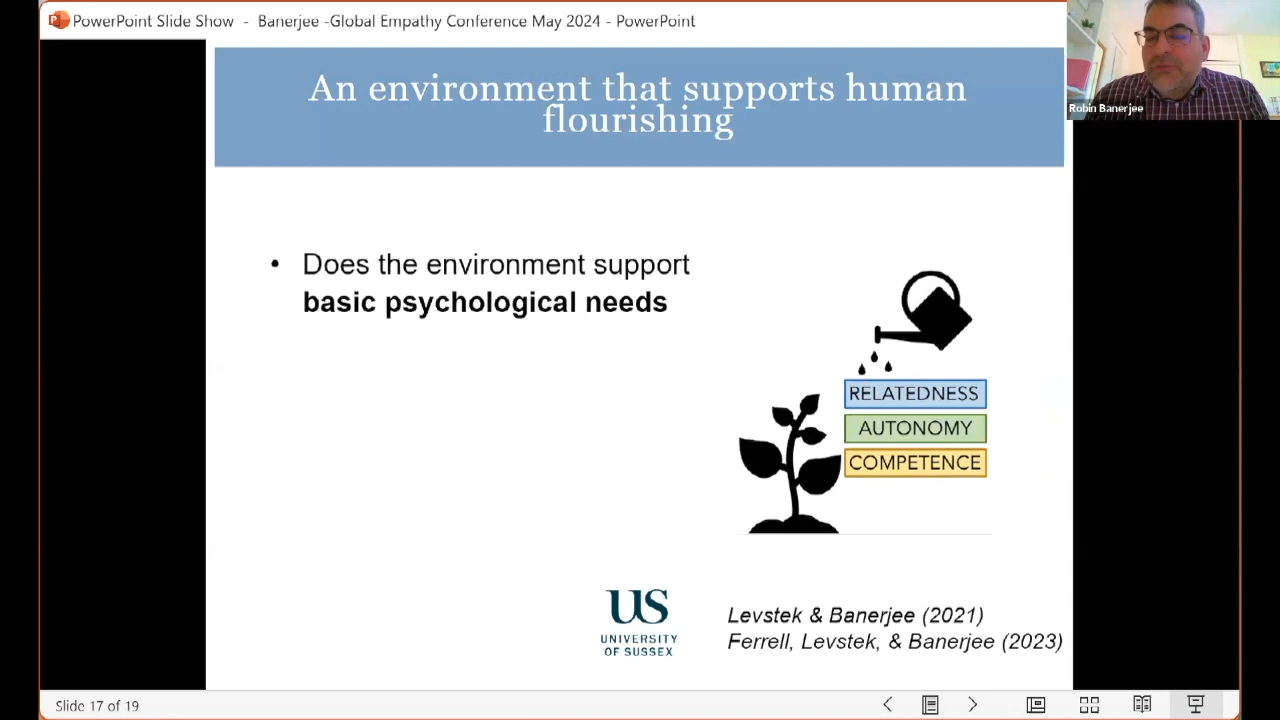 PowerPoint Slide Show - Banerjee -Global Empathy Conference May 2024 - PowerPoint
Robin Banerjee
An environment that supports human
flourishing
• Does the environment support
basic psychological needs
RELATEDNESS
AUTONOMY
COMPETENCE
US
UNIVERSITY
OF SUSSEX
Levstek & Banerjee (2021)
Ferrell, Levstek, & Banerjee (2023)
Slide 17 of 19